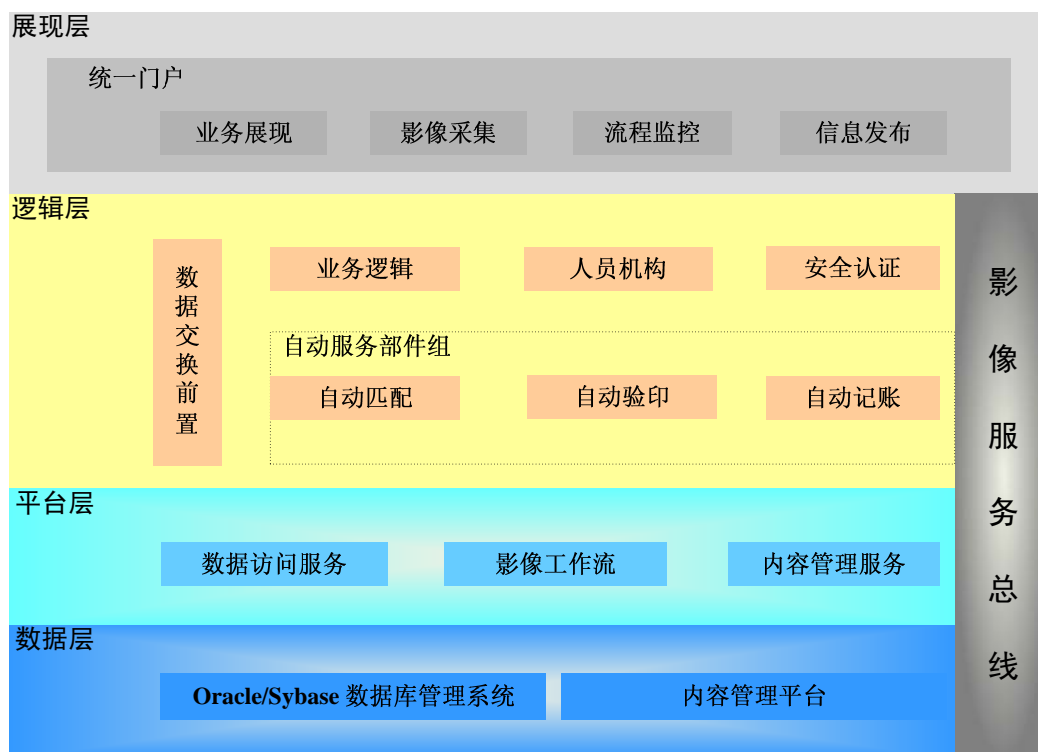 展现层
统一门户
业务展现
影像采集
流程监控
信息发布
逻辑层
数据交换前置
业务逻辑
人员机构
安全认证
自动服务部件组
自动匹配
自动验印
自动记账
平台层
数据访问服务
影像工作流
内容管理服务
数据层
Oracle/Sybase 数据库管理系统
内容管理平台
影像服务总线